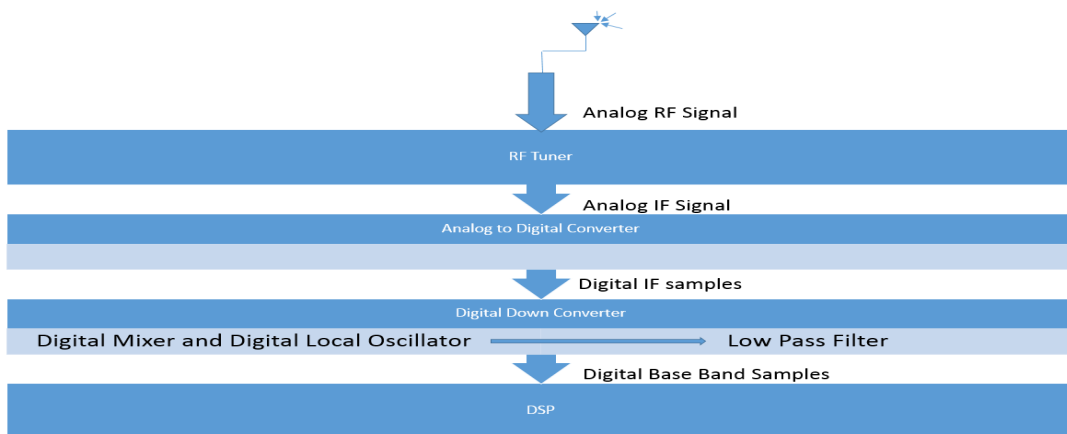 Analog RF Signal
RF Tuner
Analog IF Signal
Analog to Digital Converter
Digital IF samples
Digital Down Converter
Digital Mixer and Digital Local Oscillator
Low Pass Filter
Digital Base Band Samples
DSP